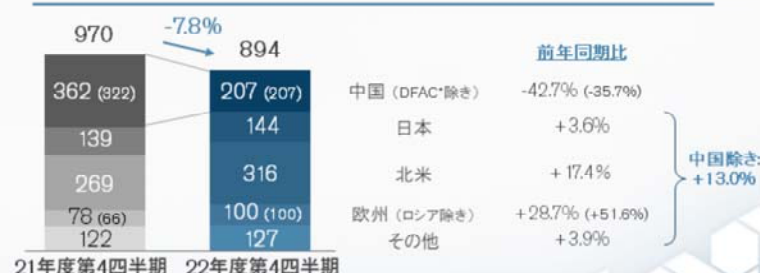 970 -7.8% 894
前年同期比
362 (322) 207 (207) 中国（DFAC*除き） -42.7% (-35.7%)
139 144 日本 +3.6%
269 316 北米 +17.4%
中国除き:
+13.0%
78 (66) 100 (100) 欧州（ロシア除き） +28.7% (+51.6%)
122 127 その他 +3.9%
21年度第4四半期 22年度第4四半期